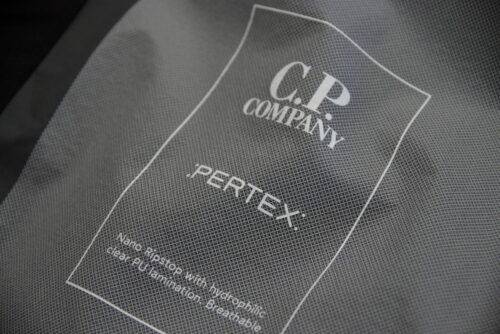 C.P.
COMPANY
:PERTEX:
Nano Ripstop with hydrophilic
clear PU lamination. Breathable